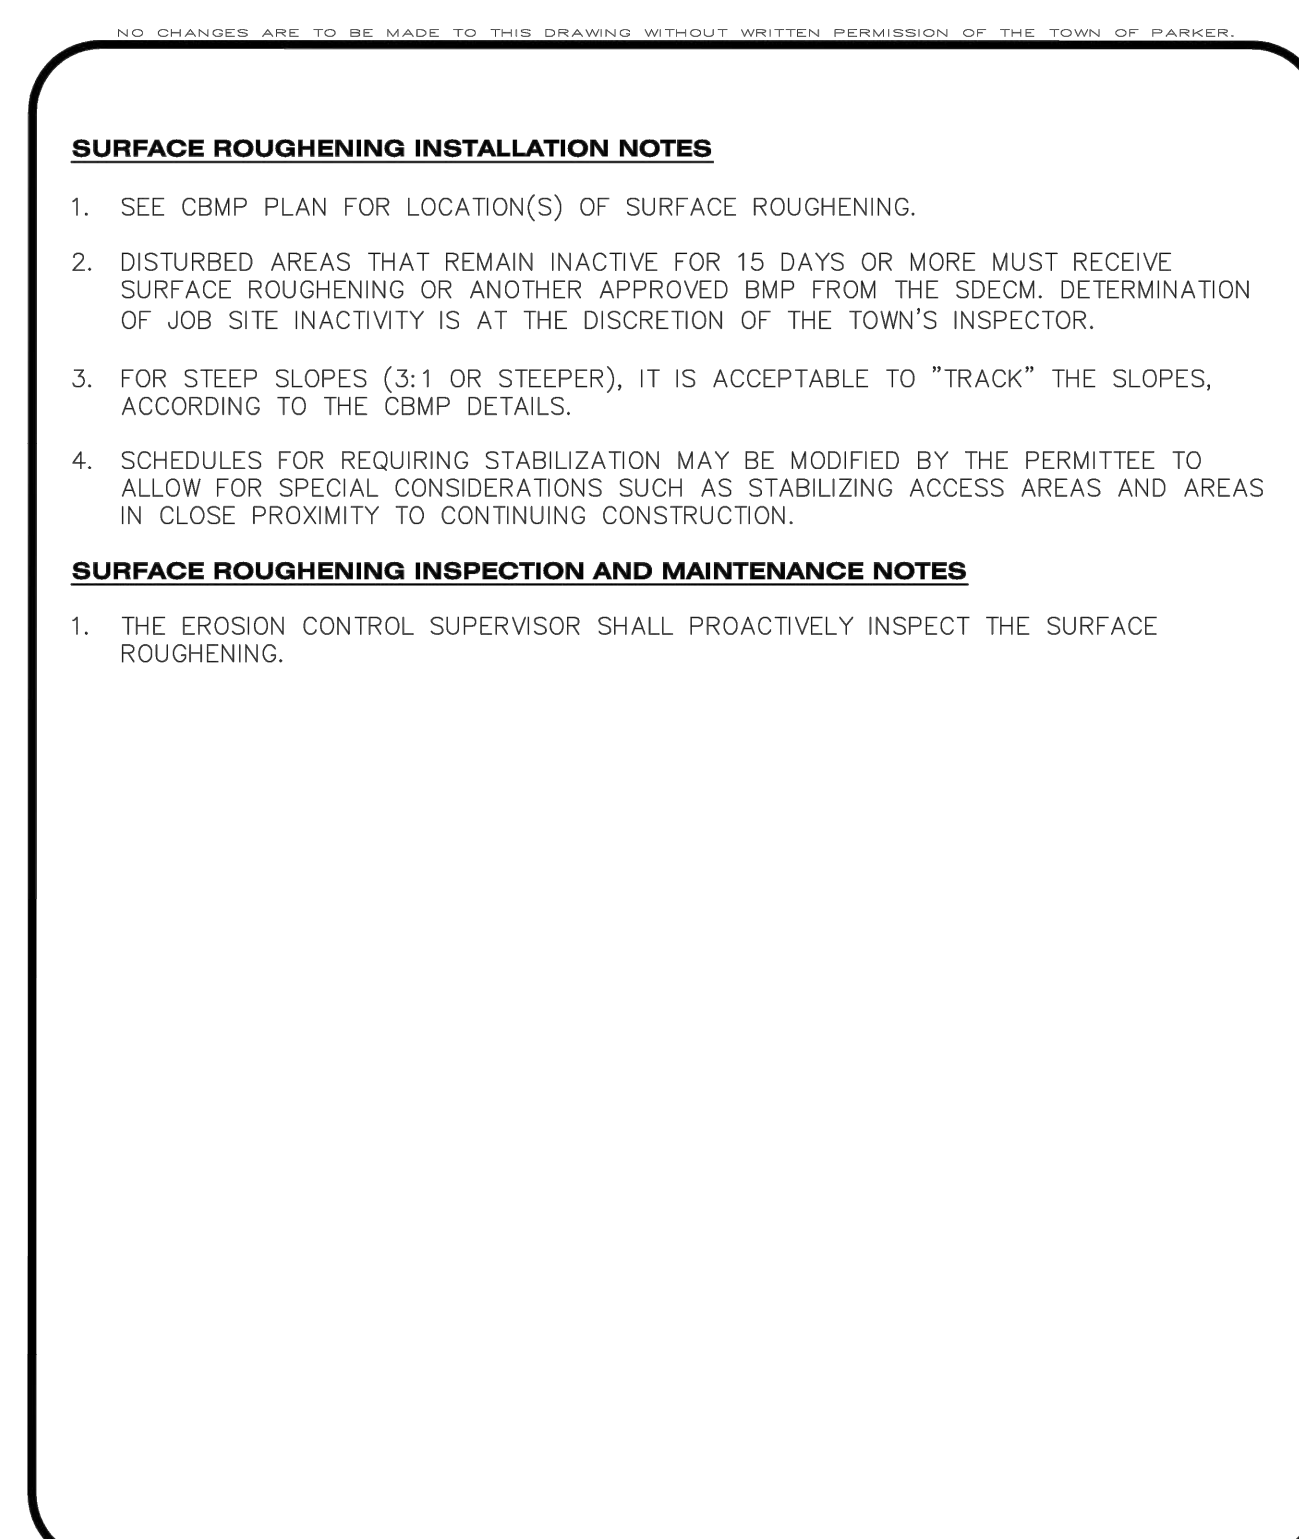 NO CHANGES ARE TO BE MADE TO THIS DRAWING WITHOUT WRITTEN PERMISSION OF THE TOWN OF PARKER.
SURFACE ROUGHENING INSTALLATION NOTES
1. SEE CBMP PLAN FOR LOCATION(S) OF SURFACE ROUGHENING.
2. DISTURBED AREAS THAT REMAIN INACTIVE FOR 15 DAYS OR MORE MUST RECEIVE
SURFACE ROUGHENING OR ANOTHER APPROVED BMP FROM THE SDECM. DETERMINATION
OF JOB SITE INACTIVITY IS AT THE DISCRETION OF THE TOWN'S INSPECTOR.
3. FOR STEEP SLOPES (3:1 OR STEEPER), IT IS ACCEPTABLE TO "TRACK" THE SLOPES,
ACCORDING TO THE CBMP DETAILS.
4. SCHEDULES FOR REQUIRING STABILIZATION MAY BE MODIFIED BY THE PERMITTEE TO
ALLOW FOR SPECIAL CONSIDERATIONS SUCH AS STABILIZING ACCESS AREAS AND AREAS
IN CLOSE PROXIMITY TO CONTINUING CONSTRUCTION.
SURFACE ROUGHENING INSPECTION AND MAINTENANCE NOTES
1. THE EROSION CONTROL SUPERVISOR SHALL PROACTIVELY INSPECT THE SURFACE
ROUGHENING.